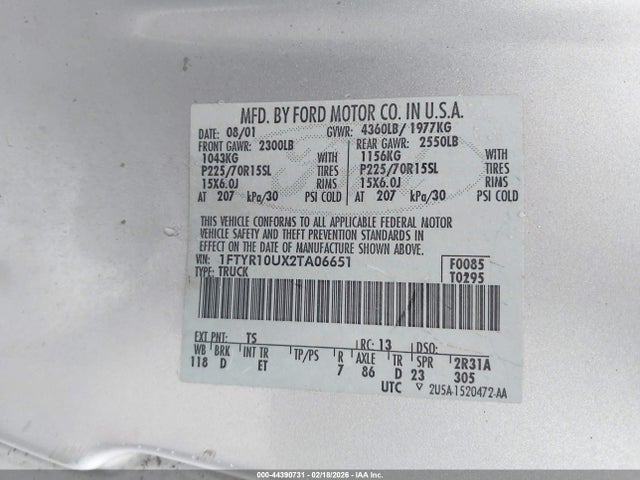 MFD. BY FORD MOTOR CO. IN U.S.A.
DATE: 08/01 GVWR: 4360LB/ 1977KG
FRONT GAWR: 2300LB REAR GAWR: 2550LB
1043KG WITH 1156KG WITH
P225/70R15SL TIRES P225/70R15SL TIRES
15X6.0J RIMS 15X6.0J RIMS
AT 207 kPa/30 PSI COLD AT 207 kPa/30 PSI COLD
THIS VEHICLE CONFORMS TO ALL APPLICABLE FEDERAL MOTOR
VEHICLE SAFETY AND THEFT PREVENTION STANDARDS IN
EFFECT ON THE DATE OF MANUFACTURE SHOWN ABOVE.
VIN: 1FTYR10UX2TA06651 F0085
TYPE: TRUCK T0295
EXT PNT: TS RC: 13 DSO:
WB BRK INT TR TP/PS R AXLE TR SPR 2R31A
118 D ET 7 86 D 23 305
UTC ▽ 2U5A-1520472-AA
000-44390731 - 02/18/2026 - IAA Inc.